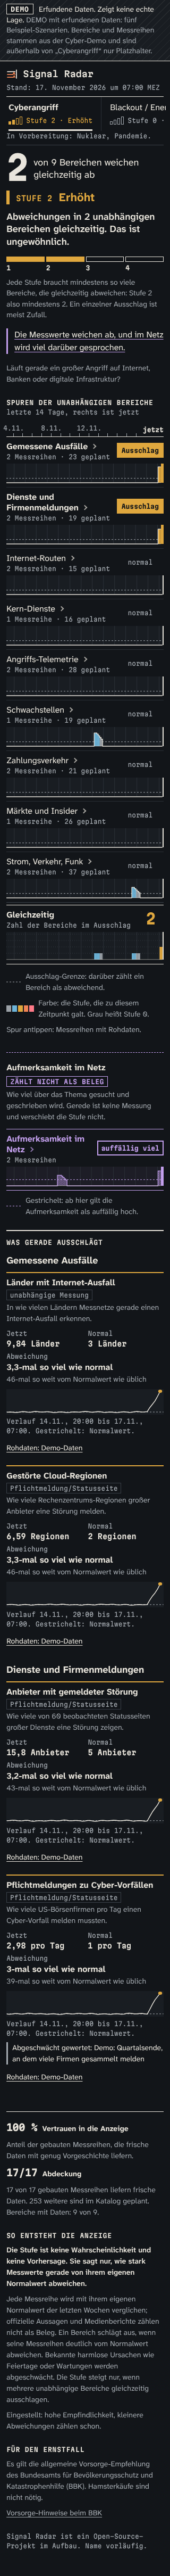 DEMO Erfundene Daten. Zeigt keine echte
Lage. DEMO mit erfundenen Daten: fünf
Beispiel-Szenarien. Bereiche und Messreihen
stammen aus der Cyber-Demo und sind
außerhalb von „Cyberangriff“ nur Platzhalter.
Signal Radar
Stand: 17. November 2026 um 07:00 MEZ
Cyberangriff
Stufe 2 · Erhöht
Blackout / Ener
Stufe 0 ·
In Vorbereitung: Nuklear, Pandemie.
2 von 9 Bereichen weichen
gleichzeitig ab
STUFE 2 Erhöht
Abweichungen in 2 unabhängigen
Bereichen gleichzeitig. Das ist
ungewöhnlich.
1 2 3 4
Jede Stufe braucht mindestens so viele
Bereiche, die gleichzeitig abweichen: Stufe 2
also mindestens 2. Ein einzelner Ausschlag ist
meist Zufall.
Die Messwerte weichen ab, und im Netz
wird viel darüber gesprochen.
Läuft gerade ein großer Angriff auf Internet,
Banken oder digitale Infrastruktur?
SPUREN DER UNABHÄNGIGEN BEREICHE
letzte 14 Tage, rechts ist jetzt
4.11. 8.11. 12.11. jetzt
Gemessene Ausfälle >
2 Messreihen · 23 geplant
Ausschlag
Dienste und
Firmenmeldungen >
2 Messreihen · 19 geplant
Ausschlag
Internet-Routen >
2 Messreihen · 15 geplant
normal
Kern-Dienste >
1 Messreihe · 16 geplant
normal
Angriffs-Telemetrie >
2 Messreihen · 28 geplant
normal
Schwachstellen >
1 Messreihe · 19 geplant
normal
Zahlungsverkehr >
2 Messreihen · 21 geplant
normal
Märkte und Insider >
1 Messreihe · 26 geplant
normal
Strom, Verkehr, Funk >
2 Messreihen · 37 geplant
normal
Gleichzeitig
Zahl der Bereiche im Ausschlag
2
Ausschlag-Grenze: darüber zählt ein
Bereich als abweichend.
Farbe: die Stufe, die zu diesem
Zeitpunkt galt. Grau heißt Stufe 0.
Spur antippen: Messreihen mit Rohdaten.
Aufmerksamkeit im Netz
ZÄHLT NICHT ALS BELEG
Wie viel über das Thema gesucht und
geschrieben wird. Gerede ist keine Messung
und verschiebt die Stufe nicht.
Aufmerksamkeit im
Netz >
2 Messreihen
auffällig viel
Gestrichelt: ab hier gilt die
Aufmerksamkeit als auffällig hoch.
WAS GERADE AUSSCHLÄGT
Gemessene Ausfälle
Länder mit Internet-Ausfall
unabhängige Messung
In wie vielen Ländern Messnetze gerade einen
Internet-Ausfall erkennen.
Jetzt Normal
9,84 Länder 3 Länder
Abweichung
3,3-mal so viel wie normal
46-mal so weit vom Normalwert wie üblich
Verlauf 14.11., 20:00 bis 17.11.,
07:00. Gestrichelt: Normalwert.
Rohdaten: Demo-Daten
Gestörte Cloud-Regionen
Pflichtmeldung/Statusseite
Wie viele Rechenzentrums-Regionen großer
Anbieter eine Störung melden.
Jetzt Normal
6,59 Regionen 2 Regionen
Abweichung
3,3-mal so viel wie normal
46-mal so weit vom Normalwert wie üblich
Verlauf 14.11., 20:00 bis 17.11.,
07:00. Gestrichelt: Normalwert.
Rohdaten: Demo-Daten
Dienste und Firmenmeldungen
Anbieter mit gemeldeter Störung
Pflichtmeldung/Statusseite
Wie viele von 60 beobachteten Statusseiten
großer Dienste eine Störung zeigen.
Jetzt Normal
15,8 Anbieter 5 Anbieter
Abweichung
3,2-mal so viel wie normal
43-mal so weit vom Normalwert wie üblich
Verlauf 14.11., 20:00 bis 17.11.,
07:00. Gestrichelt: Normalwert.
Rohdaten: Demo-Daten
Pflichtmeldungen zu Cyber-Vorfällen
Pflichtmeldung/Statusseite
Wie viele US-Börsenfirmen pro Tag einen
Cyber-Vorfall melden mussten.
Jetzt Normal
2,98 pro Tag 1 pro Tag
Abweichung
3-mal so viel wie normal
39-mal so weit vom Normalwert wie üblich
Verlauf 14.11., 20:00 bis 17.11.,
07:00. Gestrichelt: Normalwert.
Abgeschwächt gewertet: Demo: Quartalsende,
an dem viele Firmen gesammelt melden
Rohdaten: Demo-Daten
100 % Vertrauen in die Anzeige
Anteil der gebauten Messreihen, die frische
Daten mit genug Vorgeschichte liefern.
17/17 Abdeckung
17 von 17 gebauten Messreihen liefern frische
Daten. 253 weitere sind im Katalog geplant.
Bereiche mit Daten: 9 von 9.
SO ENTSTEHT DIE ANZEIGE
Die Stufe ist keine Wahrscheinlichkeit und
keine Vorhersage. Sie sagt nur, wie stark
Messwerte gerade von ihrem eigenen
Normalwert abweichen.
Jede Messreihe wird mit ihrem eigenen
Normalwert der letzten Wochen verglichen;
offizielle Aussagen und Medienberichte zählen
nicht als Beleg. Ein Bereich schlägt aus, wenn
seine Messreihen deutlich vom Normalwert
abweichen. Bekannte harmlose Ursachen wie
Feiertage oder Wartungen werden
abgeschwächt. Die Stufe steigt nur, wenn
mehrere unabhängige Bereiche gleichzeitig
ausschlagen.
Eingestellt: hohe Empfindlichkeit, kleinere
Abweichungen zählen schon.
FÜR DEN ERNSTFALL
Es gilt die allgemeine Vorsorge-Empfehlung
des Bundesamts für Bevölkerungsschutz und
Katastrophenhilfe (BBK). Hamsterkäufe sind
nicht nötig.
Vorsorge-Hinweise beim BBK
Signal Radar ist ein Open-Source-
Projekt im Aufbau. Name vorläufig.